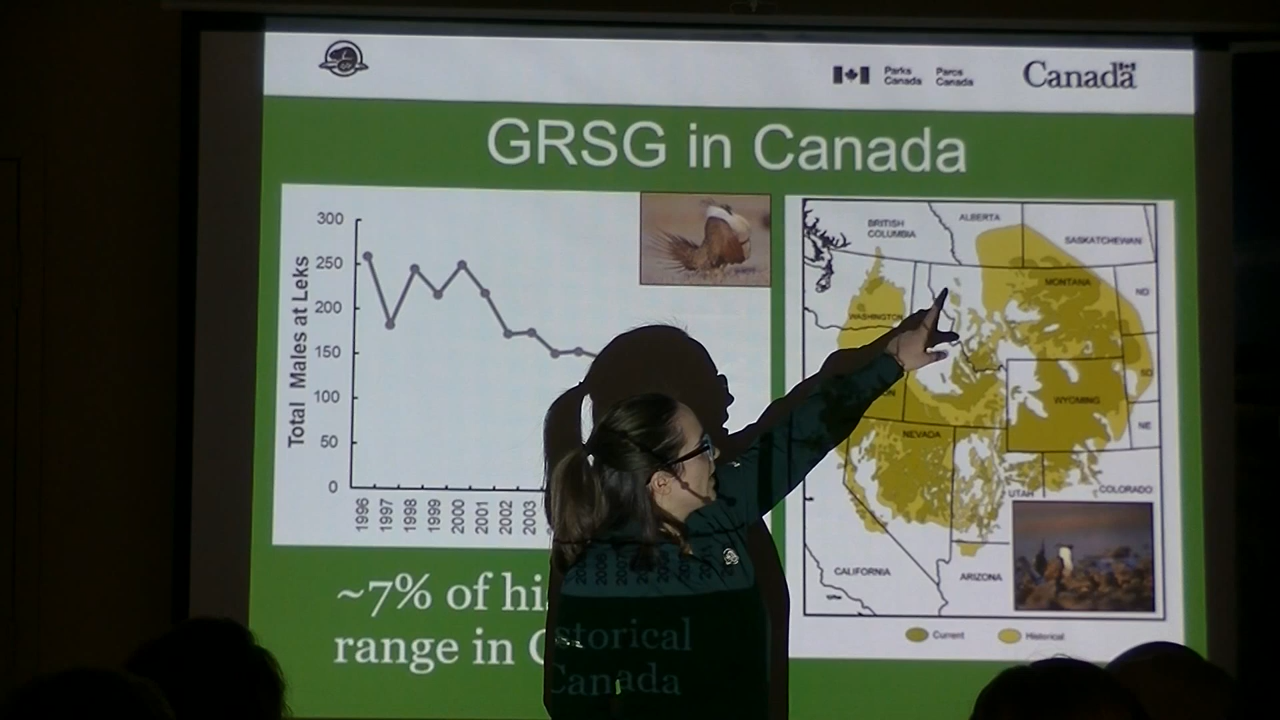 Parks Canada
Parcs Canada
Canada
GRSG in Canada
Total Males at Leks
300
250
200
150
100
50
0
1996
1997
1998
1999
2000
2001
2002
2003
BRITISH COLUMBIA
ALBERTA
SASKATCHEWAN
WASHINGTON
MONTANA
ND
SD
WYOMING
NE
NEVADA
UTAH
COLORADO
CALIFORNIA
ARIZONA
Current
Historical
~7% of historical
range in Canada